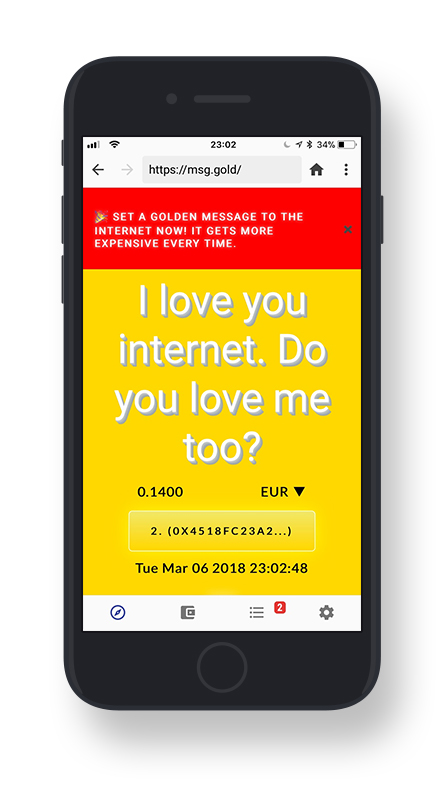 23:02
34%
https://msg.gold/
🎉 SET A GOLDEN MESSAGE TO THE
INTERNET NOW! IT GETS MORE
EXPENSIVE EVERY TIME.
×
I love you
internet. Do
you love me
too?
0.1400 EUR ▼
2. (0X4518FC23A2...)
Tue Mar 06 2018 23:02:48
2